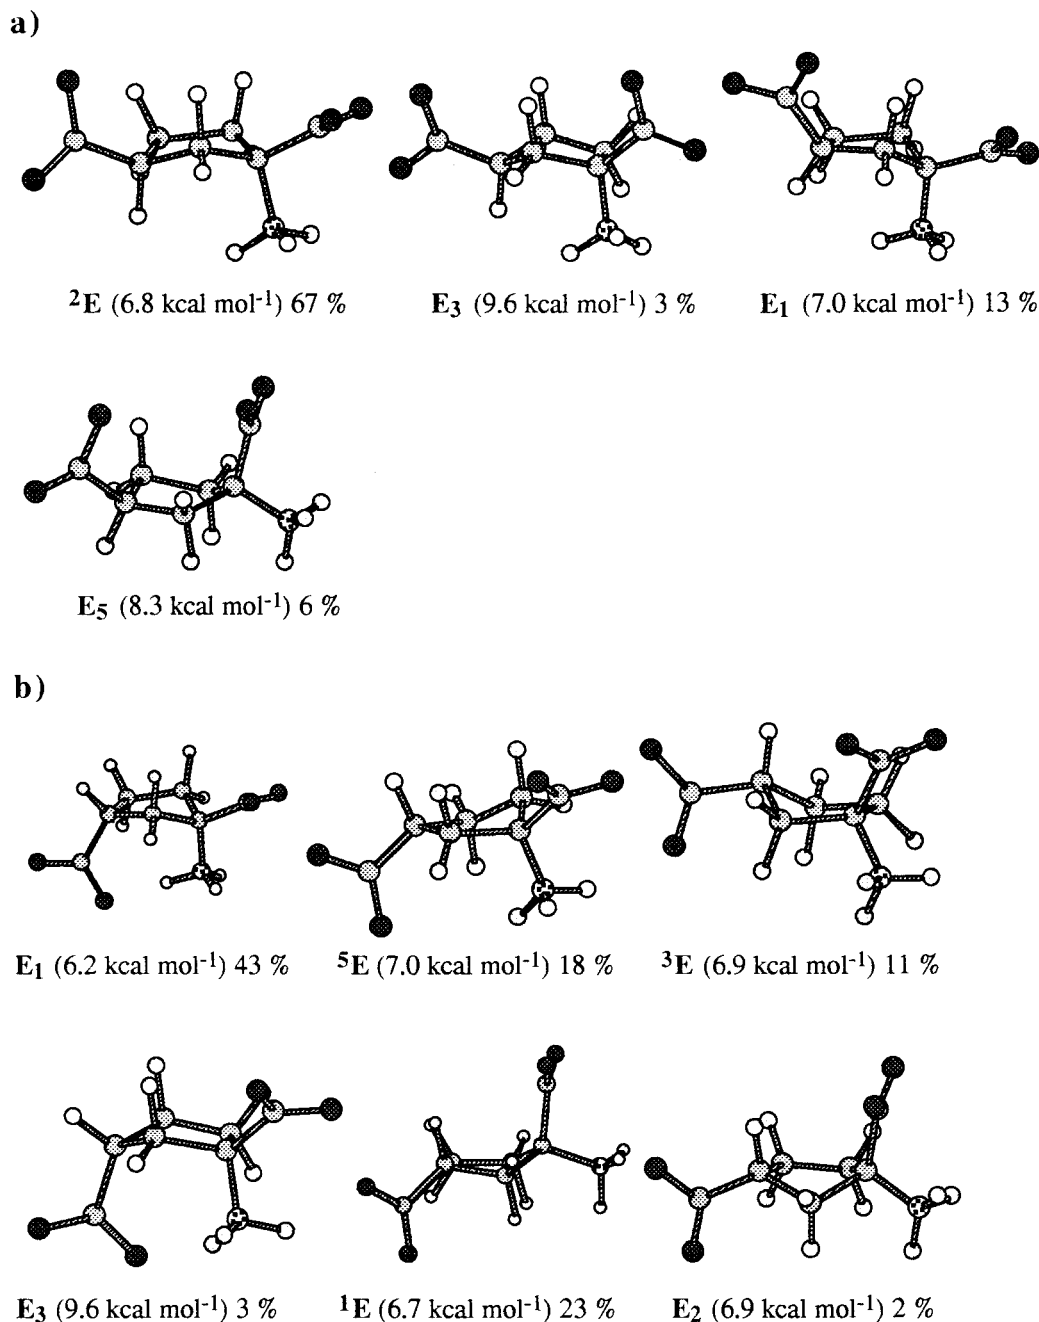 a)
²E (6.8 kcal mol⁻¹) 67 %
E₃ (9.6 kcal mol⁻¹) 3 %
E₁ (7.0 kcal mol⁻¹) 13 %
E₅ (8.3 kcal mol⁻¹) 6 %
b)
E₁ (6.2 kcal mol⁻¹) 43 %
⁵E (7.0 kcal mol⁻¹) 18 %
³E (6.9 kcal mol⁻¹) 11 %
E₃ (9.6 kcal mol⁻¹) 3 %
¹E (6.7 kcal mol⁻¹) 23 %
E₂ (6.9 kcal mol⁻¹) 2 %